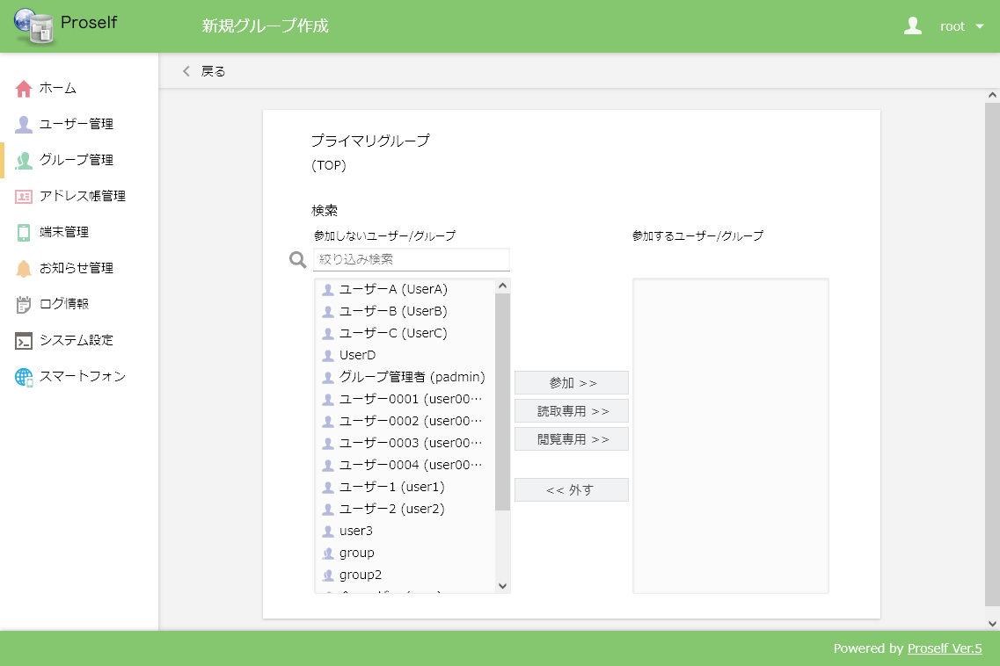 Proself
新規グループ作成
root
戻る
ホーム
ユーザー管理
グループ管理
アドレス帳管理
端末管理
お知らせ管理
ログ情報
システム設定
スマートフォン
プライマリグループ
(TOP)
検索
参加しないユーザー/グループ
絞り込み検索
ユーザーA (UserA)
ユーザーB (UserB)
ユーザーC (UserC)
UserD
グループ管理者 (padmin)
ユーザー0001 (user00…
ユーザー0002 (user00…
ユーザー0003 (user00…
ユーザー0004 (user00…
ユーザー1 (user1)
ユーザー2 (user2)
user3
group
group2
参加 >>
読取専用 >>
閲覧専用 >>
<< 外す
参加するユーザー/グループ
Powered by Proself Ver.5